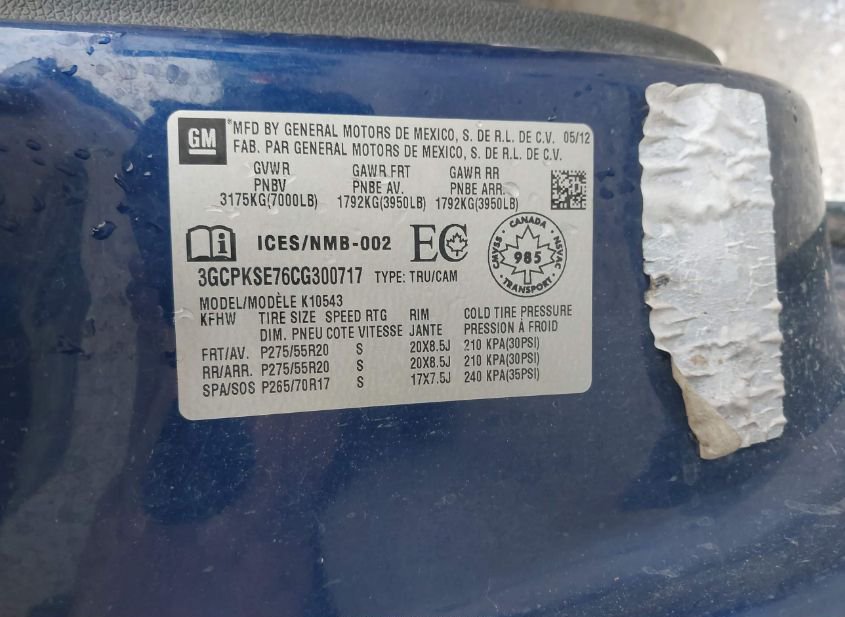 GM
MFD BY GENERAL MOTORS DE MEXICO, S. DE R.L. DE C.V. 05/12
FAB. PAR GENERAL MOTORS DE MEXICO, S. DE R.L. DE C.V.
GVWR GAWR FRT GAWR RR
PNBV PNBE AV. PNBE ARR.
3175KG(7000LB) 1792KG(3950LB) 1792KG(3950LB)
i ICES/NMB-002 EC
CANADA
CMVSS 985 NSVAC
TRANSPORT
3GCPKSE76CG300717 TYPE: TRU/CAM
MODEL/MODÈLE K10543
KFHW TIRE SIZE SPEED RTG RIM COLD TIRE PRESSURE
DIM. PNEU COTE VITESSE JANTE PRESSION À FROID
FRT/AV. P275/55R20 S 20X8.5J 210 KPA(30PSI)
RR/ARR. P275/55R20 S 20X8.5J 210 KPA(30PSI)
SPA/SOS P265/70R17 S 17X7.5J 240 KPA(35PSI)